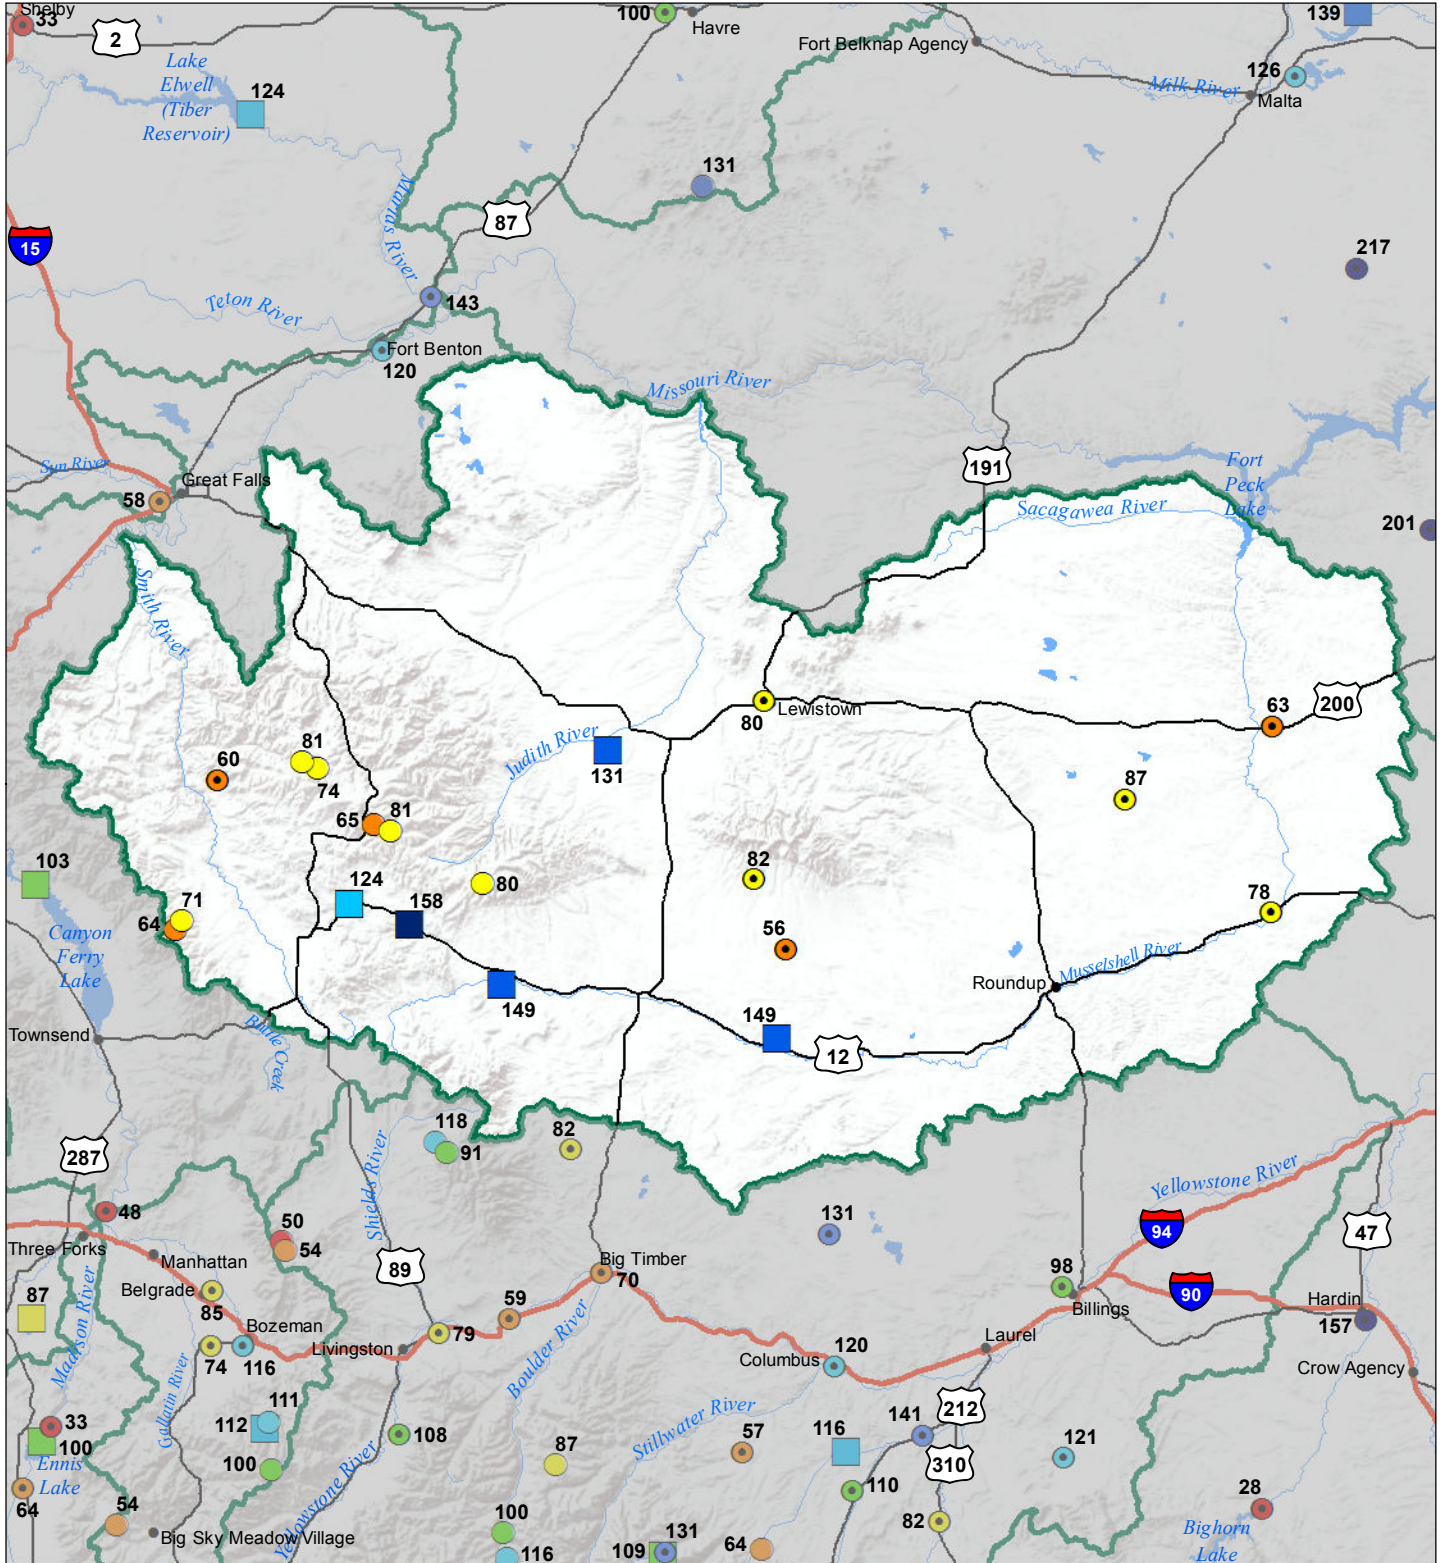 Shelby
33
2
100
Havre
Fort Belknap Agency
139
Lake
Elwell
(Tiber
Reservoir)
124
Milk River
126
Malta
131
Marias River
87
15
217
Teton River
143
Fort Benton
120
Missouri River
191
Fort
Peck
Lake
Sun River
Great Falls
58
Sacagawea River
201
Smith River
200
63
80
Lewistown
Judith River
131
81
60
74
87
65
81
82
80
103
124
158
78
71
64
56
Canyon
Ferry
Lake
Musselshell River
Roundup
149
149
12
Townsend
Battle Creek
118
91
82
287
Shields River
Yellowstone River
48
50
54
131
94
47
Three Forks
Manhattan
Big Timber
70
89
98
90
Belgrade
85
87
59
Billings
Hardin
157
Madison River
Bozeman
79
Livingston
74
116
Boulder River
Laurel
Columbus
120
Crow Agency
Gallatin River
111
112
33
100
Ennis
Lake
108
Stillwater River
57
116
141
212
87
310
121
100
Yellowstone River
110
64
54
28
Big Sky Meadow Village
100
116
109
131
64
82
Bighorn
Lake